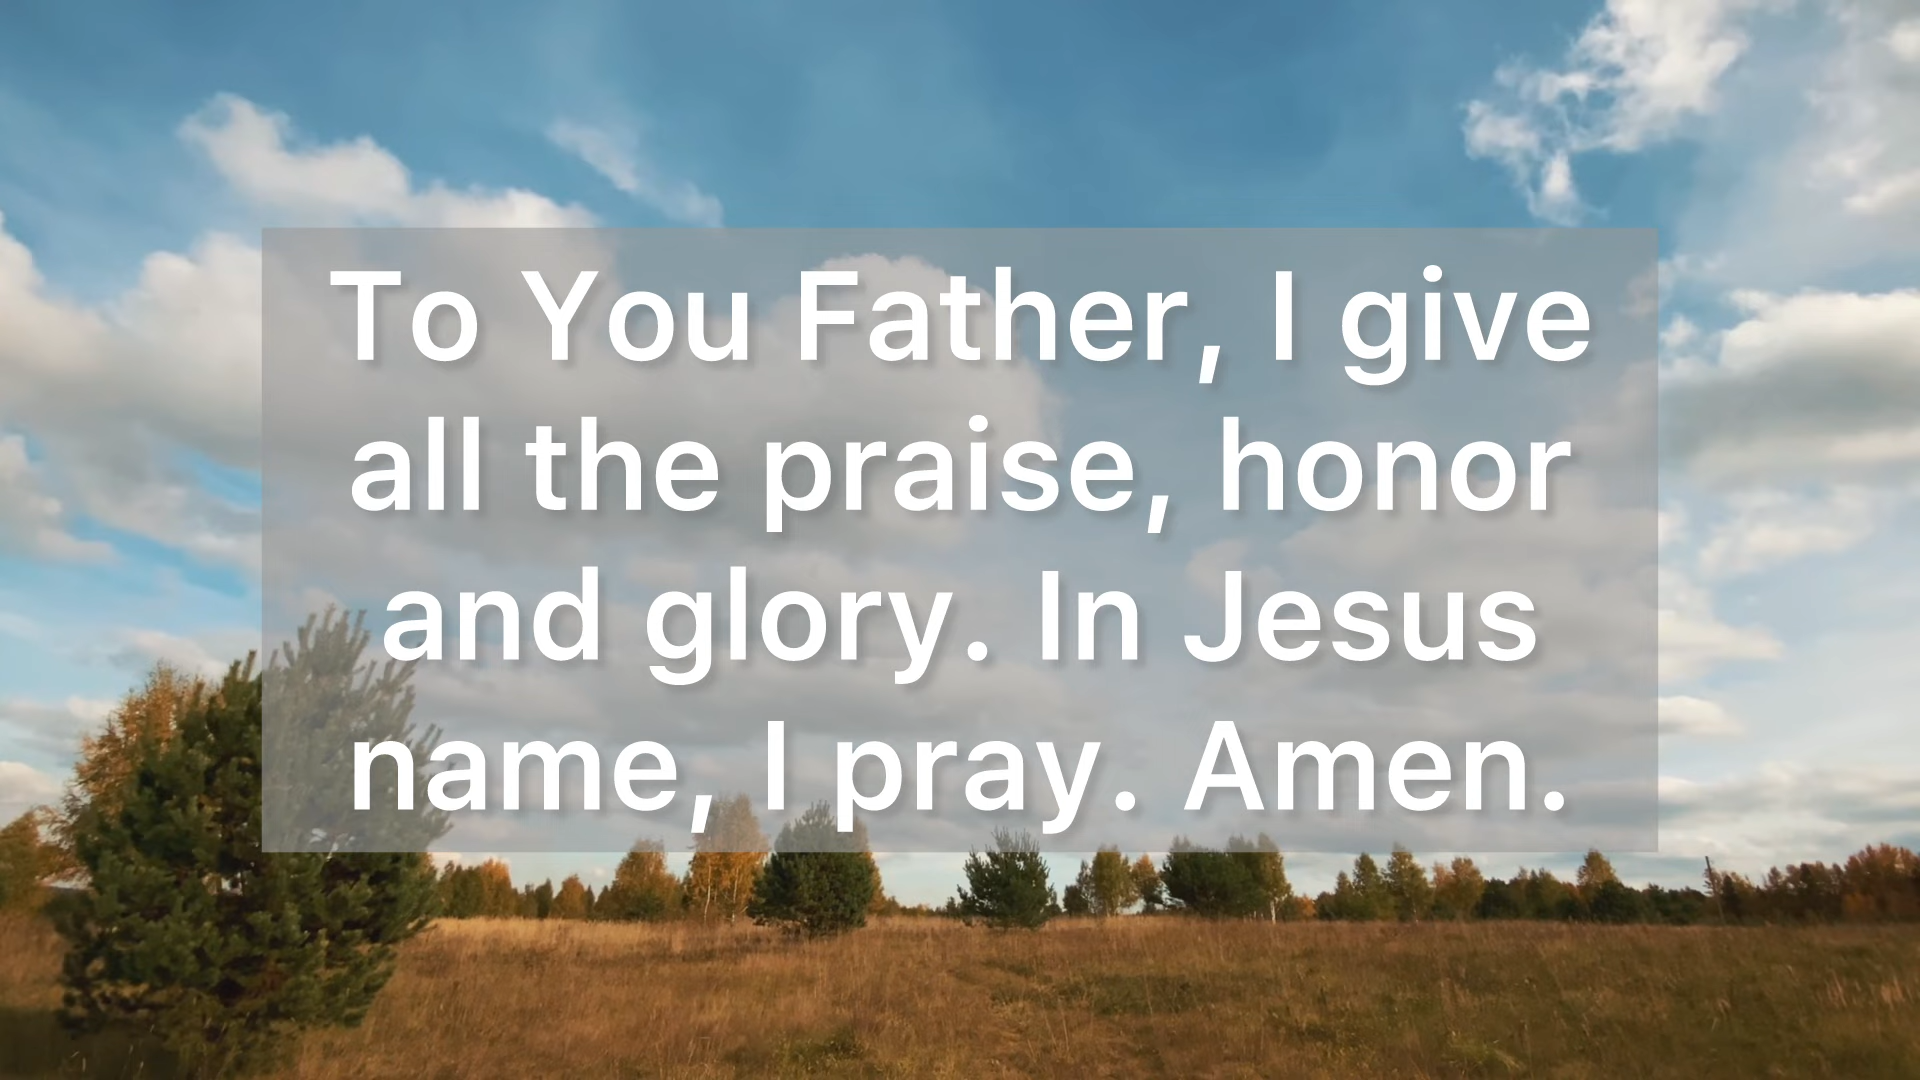 To You Father, I give
all the praise, honor
and glory. In Jesus
name, I pray. Amen.